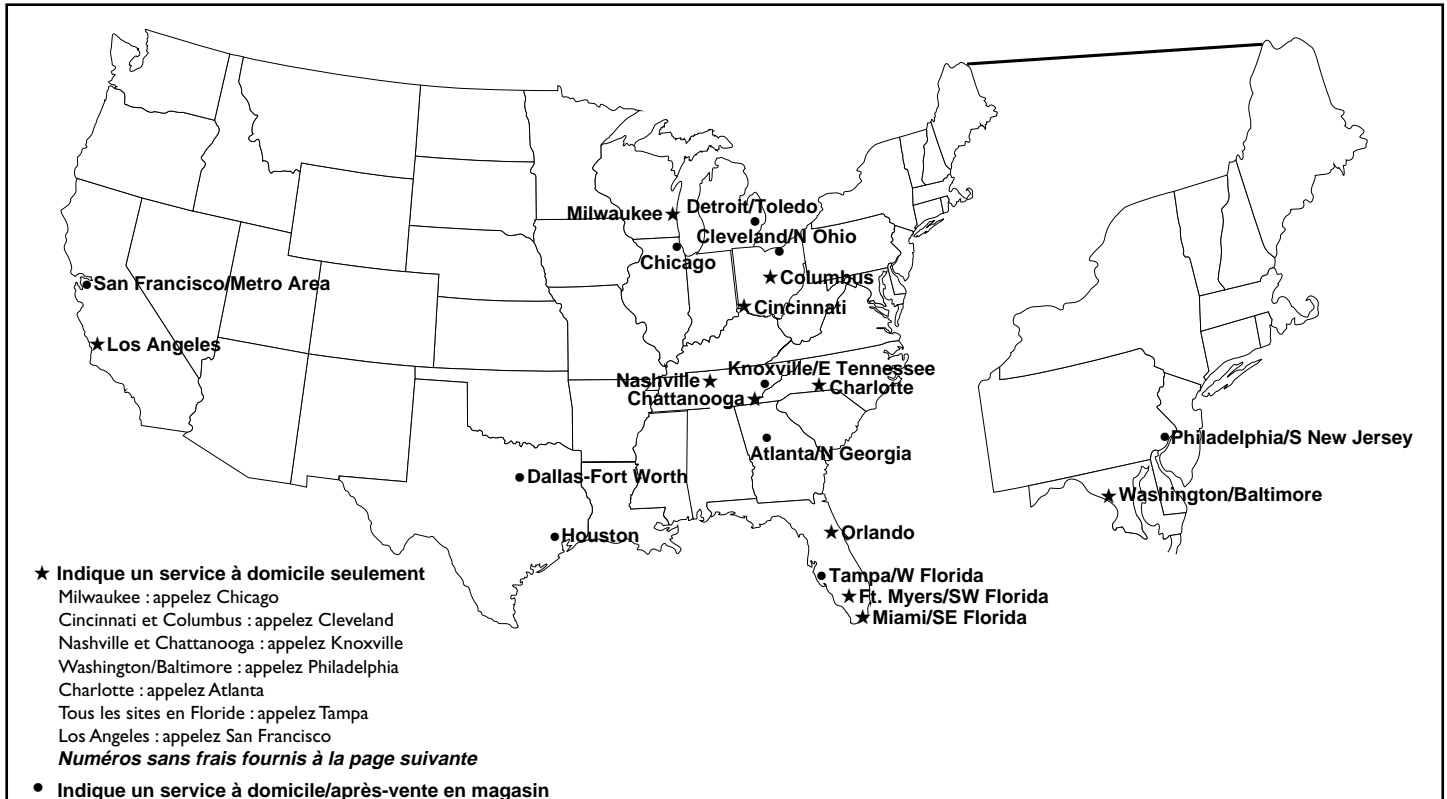 Milwaukee
Detroit/Toledo
Cleveland/N Ohio
Chicago
Columbus
San Francisco/Metro Area
Cincinnati
Los Angeles
Knoxville/E Tennessee
Nashville
Charlotte
Chattanooga
Philadelphia/S New Jersey
Atlanta/N Georgia
Dallas-Fort Worth
Washington/Baltimore
Houston
Orlando
Tampa/W Florida
Ft. Myers/SW Florida
Miami/SE Florida
★ Indique un service à domicile seulement
Milwaukee : appelez Chicago
Cincinnati et Columbus : appelez Cleveland
Nashville et Chattanooga : appelez Knoxville
Washington/Baltimore : appelez Philadelphia
Charlotte : appelez Atlanta
Tous les sites en Floride : appelez Tampa
Los Angeles : appelez San Francisco
Numéros sans frais fournis à la page suivante
• Indique un service à domicile/après-vente en magasin